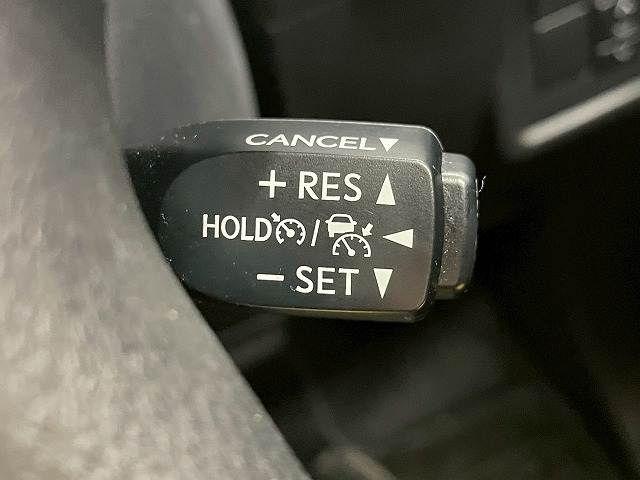 CANCEL▼
+ RES ▲
HOLD / ◀
− SET ▼